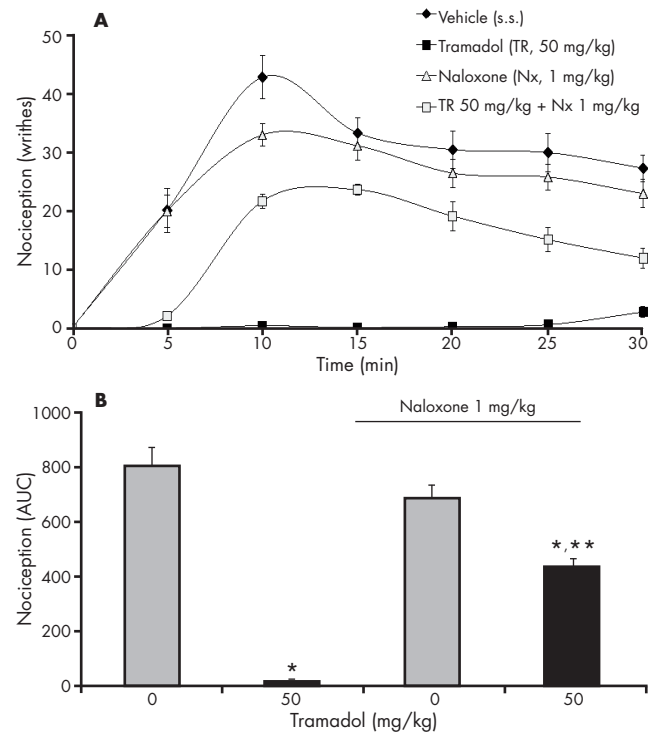 A
Vehicle (s.s.)
Tramadol (TR, 50 mg/kg)
Naloxone (Nx, 1 mg/kg)
TR 50 mg/kg + Nx 1 mg/kg
50
40
30
20
10
0
Nociception (writhes)
0 5 10 15 20 25 30
Time (min)
B
Naloxone 1 mg/kg
1000
800
600
400
200
0
Nociception (AUC)
*
*,**
0 50 0 50
Tramadol (mg/kg)